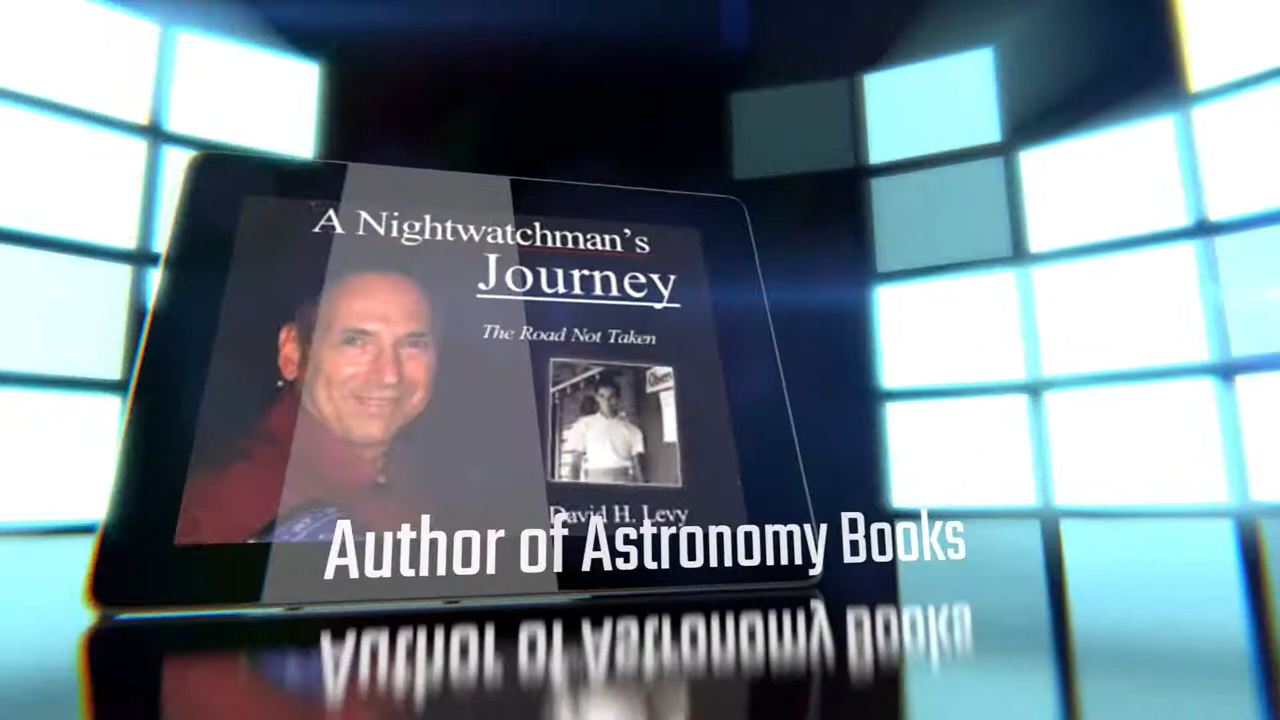 A Nightwatchman's
Journey
The Road Not Taken
David H. Levy
Author of Astronomy Books